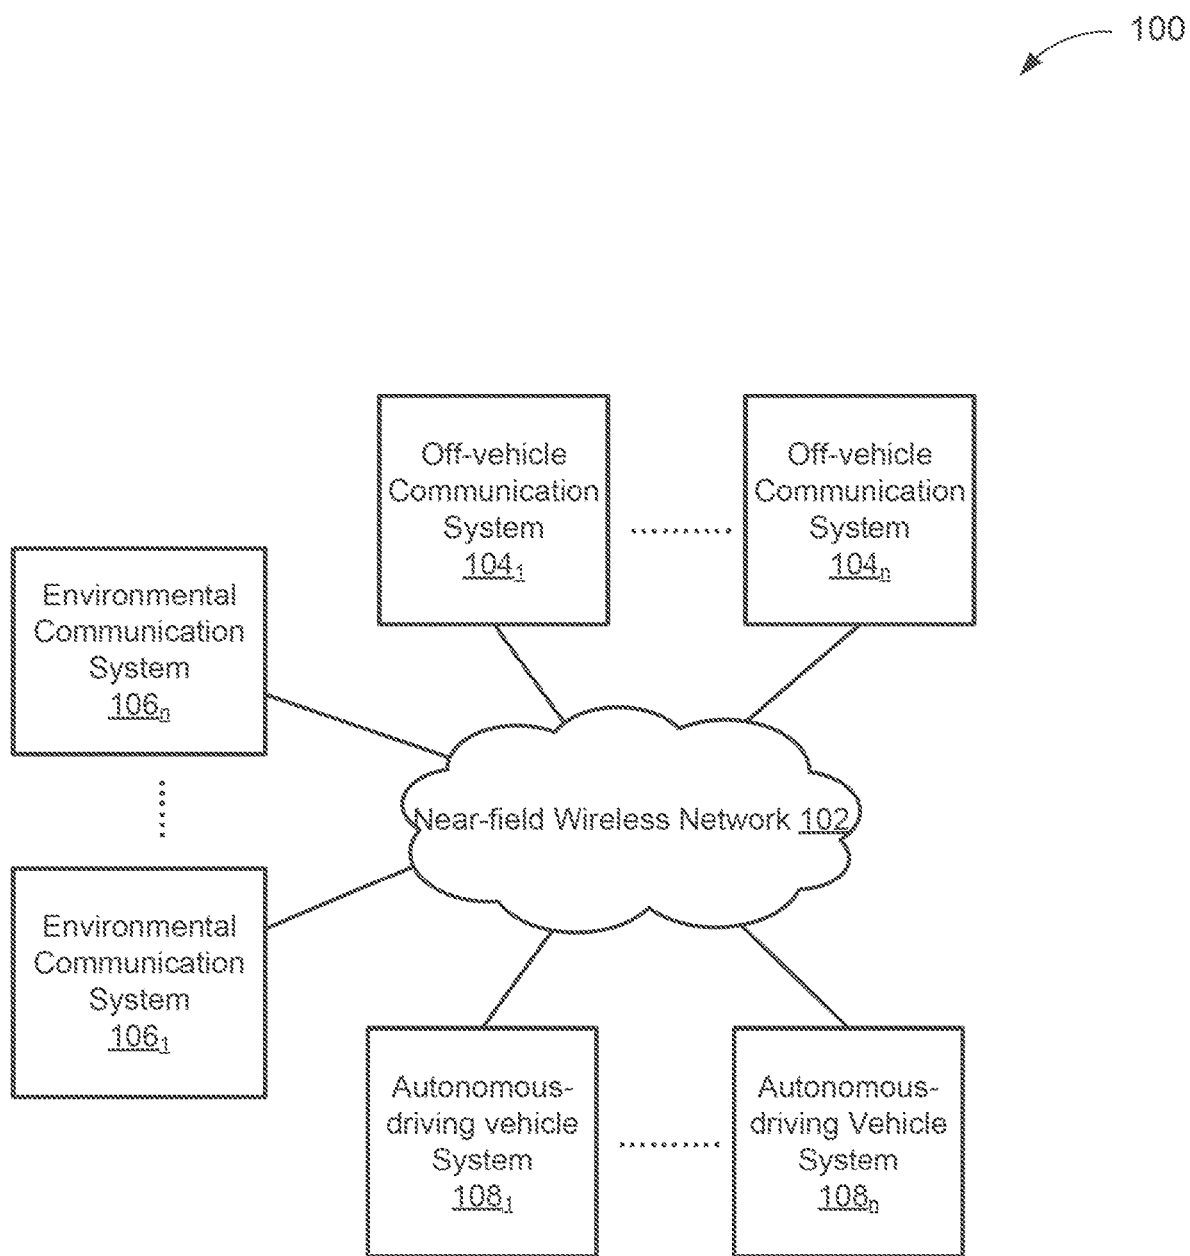 100
Off-vehicle
Communication
System
104₁
Off-vehicle
Communication
System
104ₙ
Environmental
Communication
System
106ₙ
Near-field Wireless Network 102
Environmental
Communication
System
106₁
Autonomous-
driving vehicle
System
108₁
Autonomous-
driving Vehicle
System
108ₙ